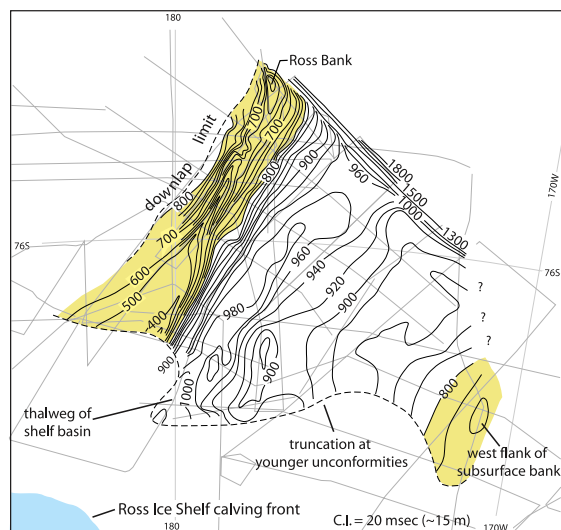 180
Ross Bank
700
700
downlap limit
800
900
800
960
1800
1500
1000
1300
170W
76S
700
600
500
400
960
940
920
900
980
76S
?
?
?
900
1000
900
800
thalweg of
shelf basin
truncation at
younger unconformities
west flank of
subsurface bank
Ross Ice Shelf calving front
180
C.I. = 20 msec (~15 m)
170W